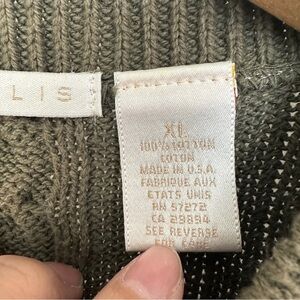 LIS
XL
100% COTTON
COTON
MADE IN U.S.A.
FABRIQUE AUX
ETATS UNIS
RN 57272
CA 29894
SEE REVERSE
FOR CARE